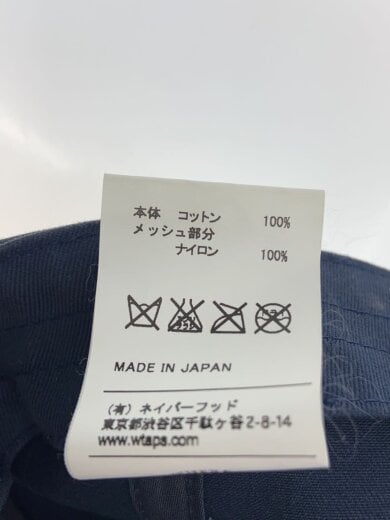 本体 コットン 100%
メッシュ部分
ナイロン 100%
MADE IN JAPAN
(有) ネイバーフッド
東京都渋谷区千駄ヶ谷2-8-14
www.wtaps.com